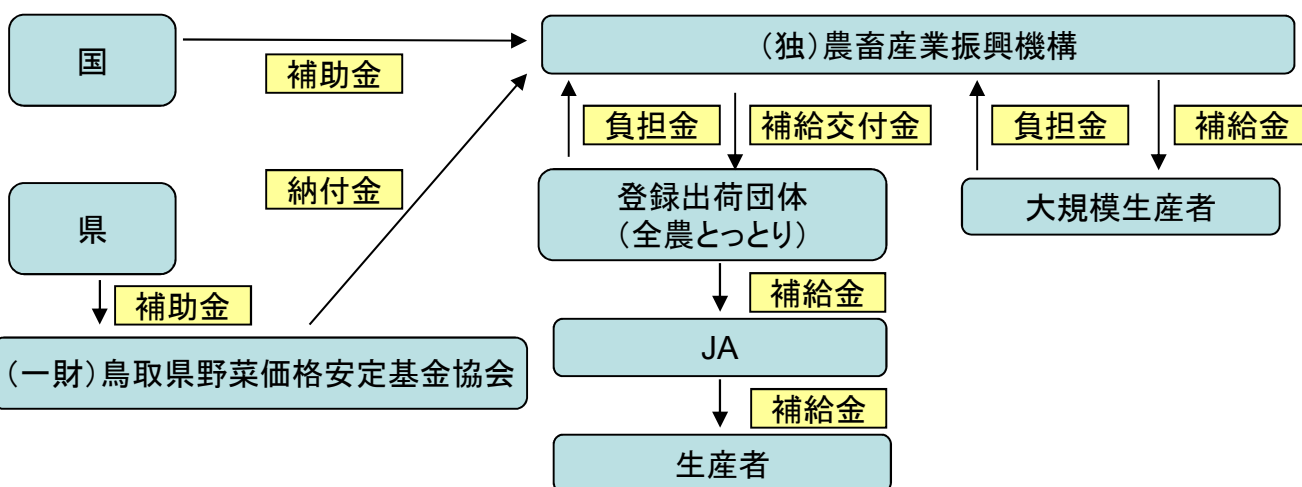 国
補助金
（独）農畜産業振興機構
負担金
補給交付金
負担金
補給金
県
納付金
登録出荷団体
（全農とっとり）
大規模生産者
補助金
補給金
（一財）鳥取県野菜価格安定基金協会
JA
補給金
生産者